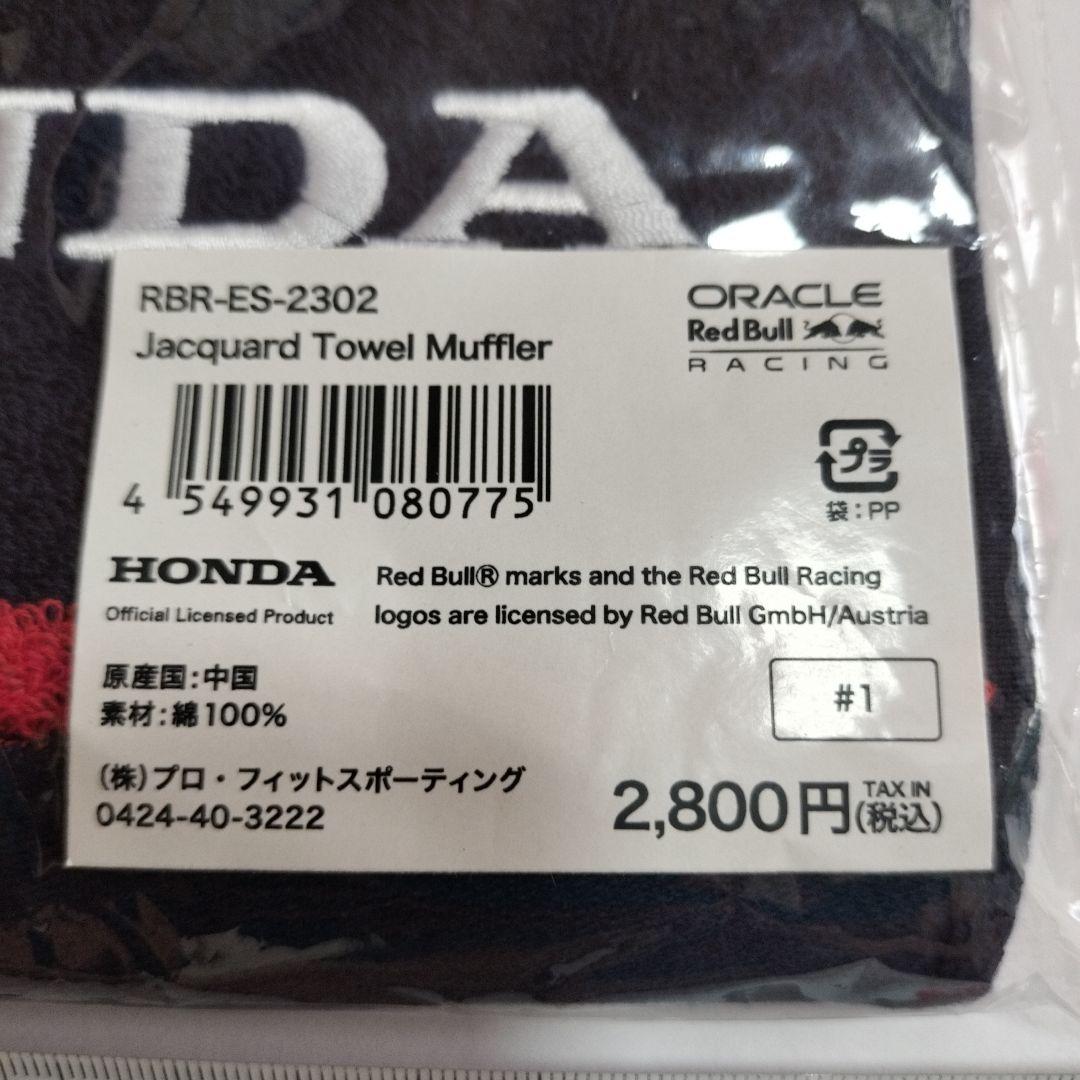 NDA
RBR-ES-2302
Jacquard Towel Muffler
ORACLE
Red Bull
RACING
4 549931 080775
プラ
袋:PP
HONDA
Official Licensed Product
Red Bull® marks and the Red Bull Racing
logos are licensed by Red Bull GmbH/Austria
原産国:中国
素材:綿100%
#1
(株)プロ・フィットスポーティング
0424-40-3222
2,800円 TAX IN (税込)